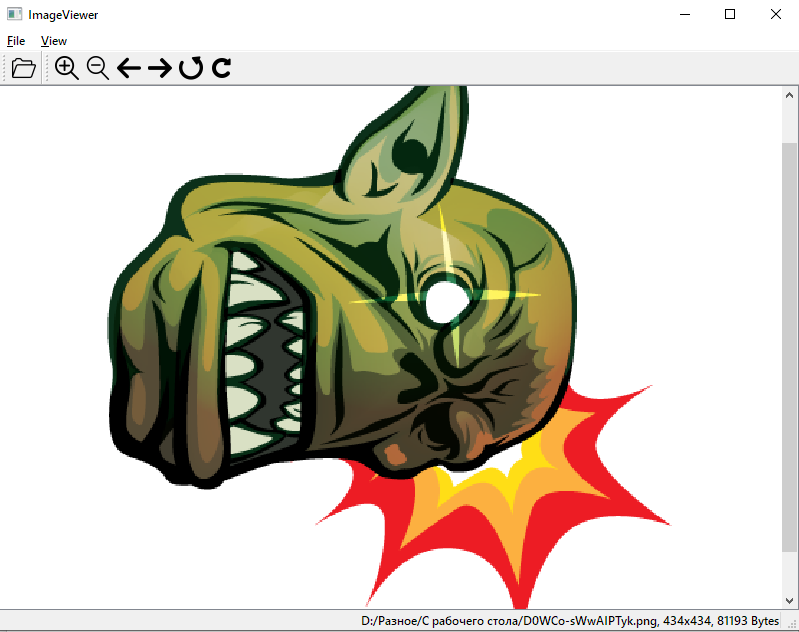 ImageViewer
File View
D:/Разное/С рабочего стола/D0WCo-sWwAIPTyk.png, 434x434, 81193 Bytes